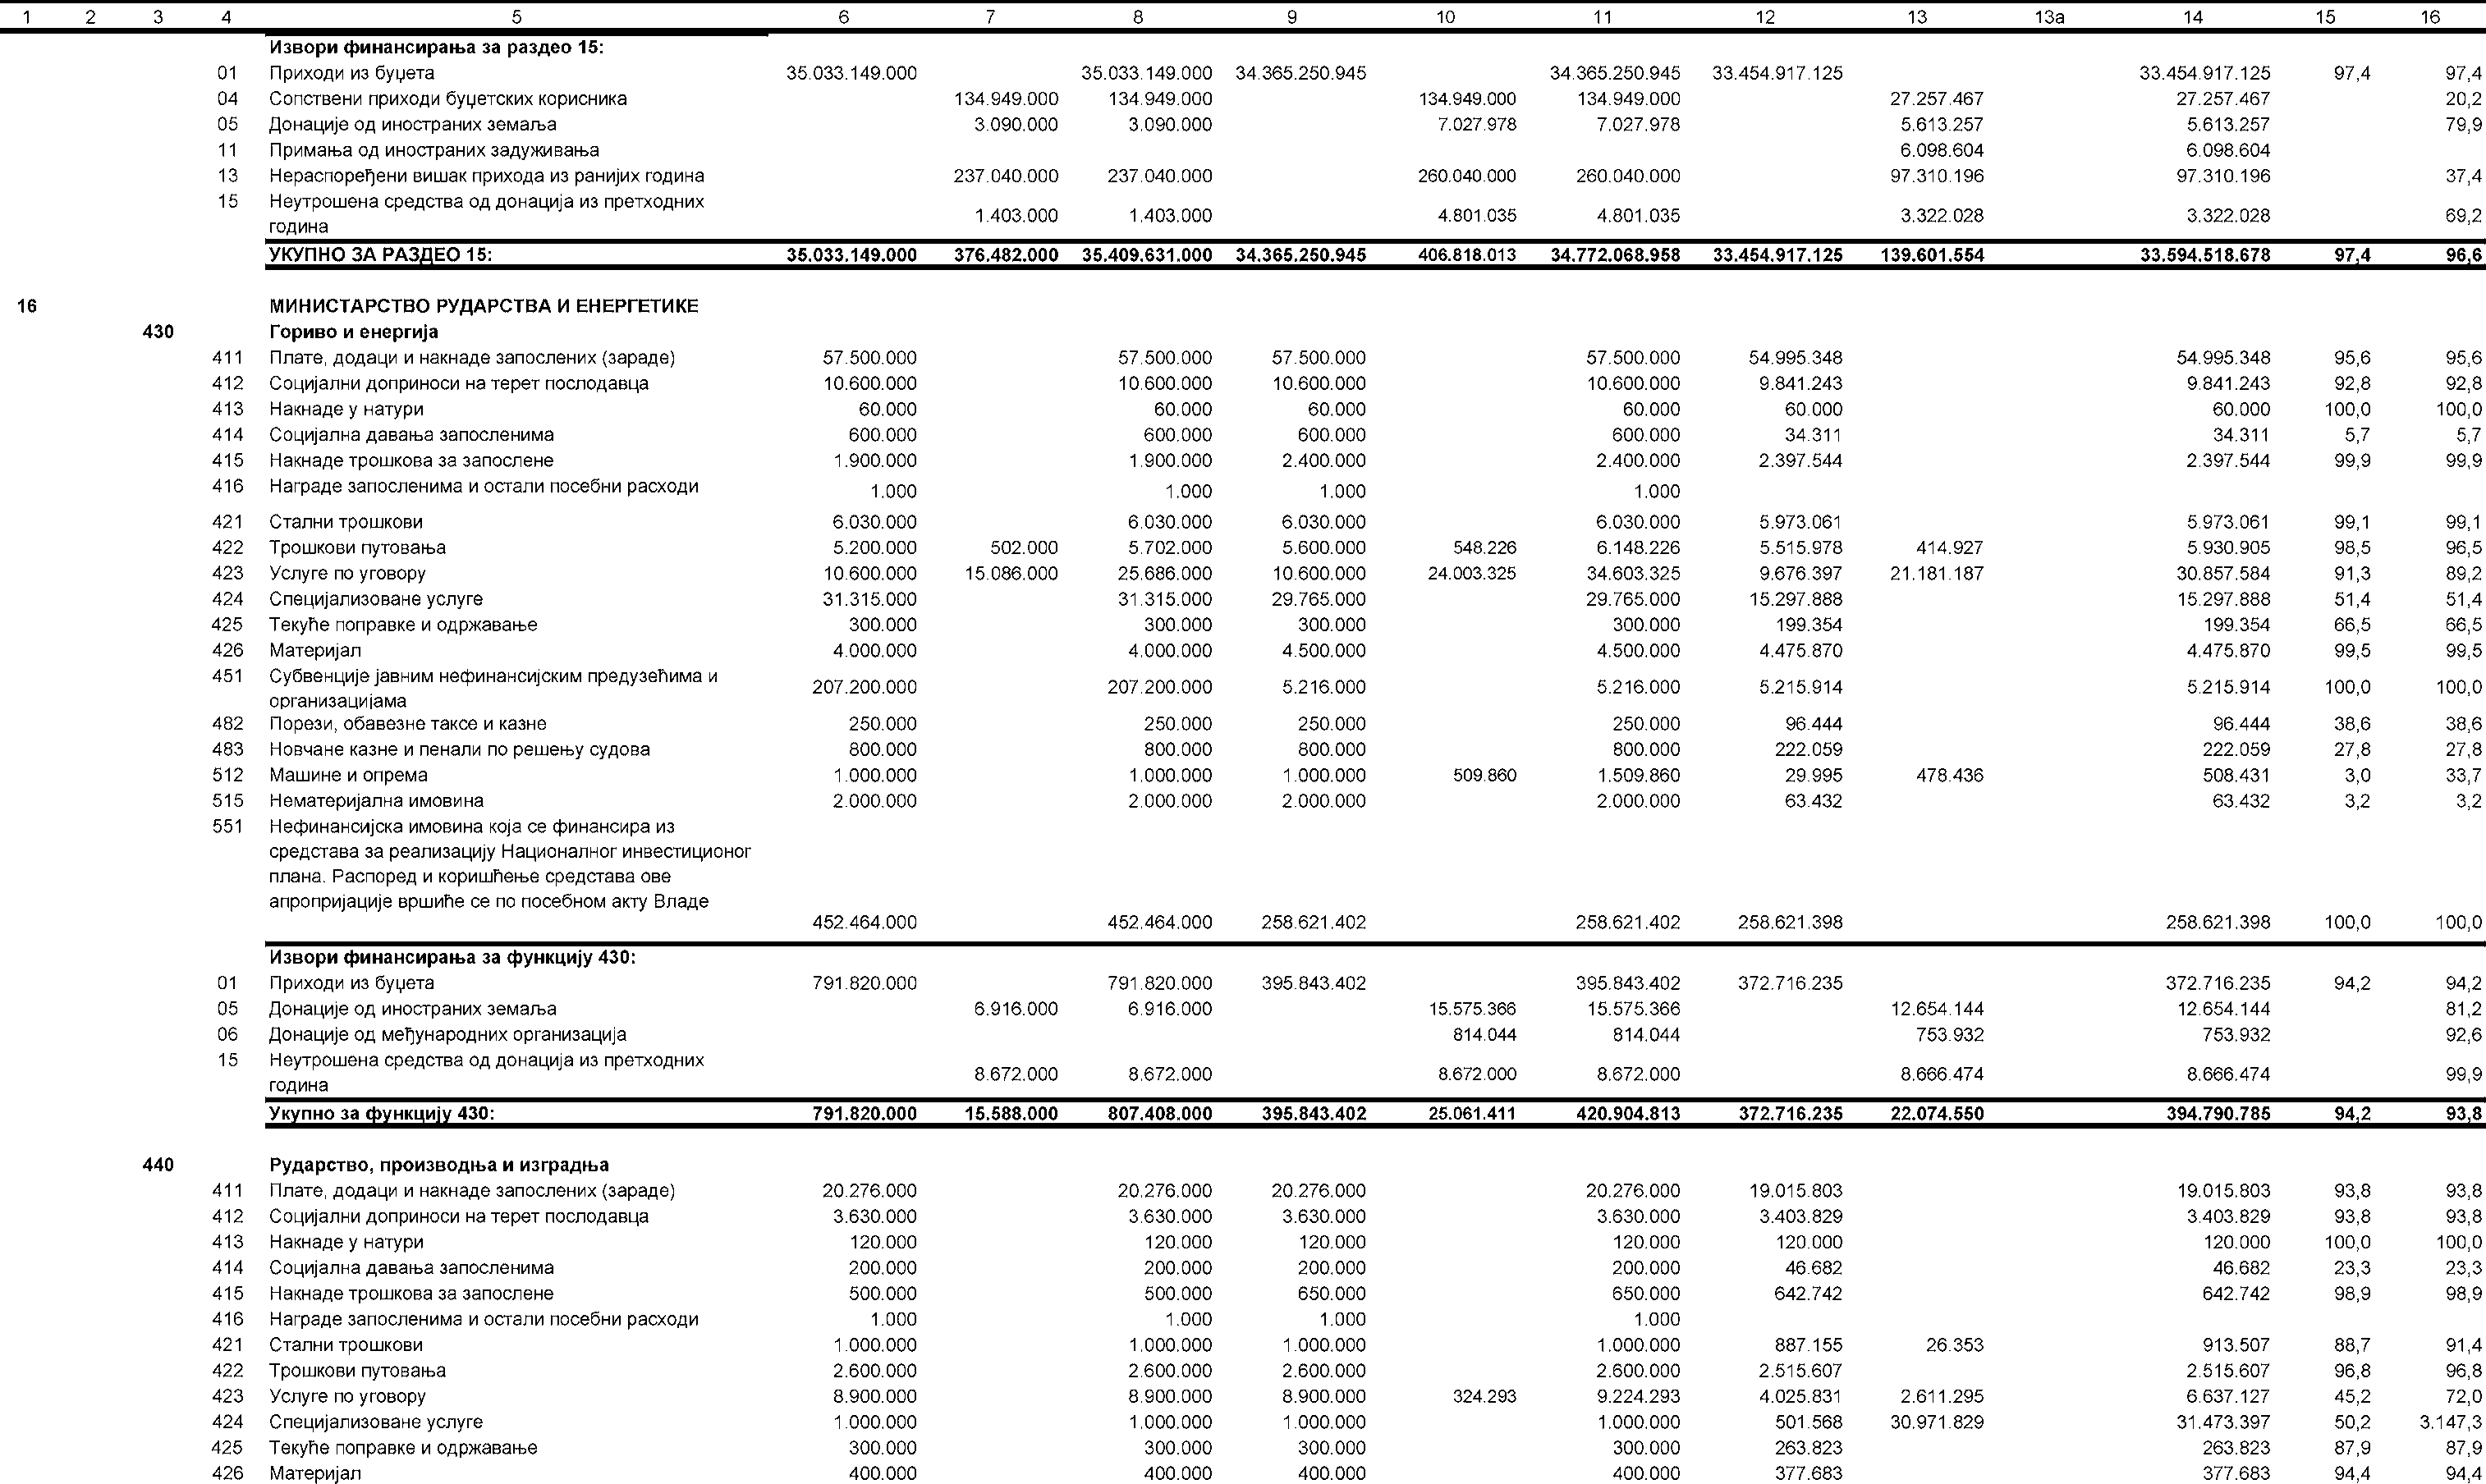 1 2 3 4 5 6 7 8 9 10 11 12 13 13а 14 15 16
Извори финансирања за раздео 15:
01 Приходи из буџета 35.033.149.000 35.033.149.000 34.365.250.945 34.365.250.945 33.454.917.125 33.454.917.125 97,4 97,4
04 Сопствени приходи буџетских корисника 134.949.000 134.949.000 134.949.000 134.949.000 27.257.467 27.257.467 20,2
05 Донације од иностраних земаља 3.090.000 3.090.000 7.027.978 7.027.978 5.613.257 5.613.257 79,9
11 Примања од иностраних задуживања 6.098.604 6.098.604
13 Нераспоређени вишак прихода из ранијих година 237.040.000 237.040.000 260.040.000 260.040.000 97.310.196 97.310.196 37,4
15 Неутрошена средства од донација из претходних
година 1.403.000 1.403.000 4.801.035 4.801.035 3.322.028 3.322.028 69,2
УКУПНО ЗА РАЗДЕО 15: 35.033.149.000 376.482.000 35.409.631.000 34.365.250.945 406.818.013 34.772.068.958 33.454.917.125 139.601.554 33.594.518.678 97,4 96,6
16 МИНИСТАРСТВО РУДАРСТВА И ЕНЕРГЕТИКЕ
430 Гориво и енергија
411 Плате, додаци и накнаде запослених (зараде) 57.500.000 57.500.000 57.500.000 57.500.000 54.995.348 54.995.348 95,6 95,6
412 Социјални доприноси на терет послодавца 10.600.000 10.600.000 10.600.000 10.600.000 9.841.243 9.841.243 92,8 92,8
413 Накнаде у натури 60.000 60.000 60.000 60.000 60.000 60.000 100,0 100,0
414 Социјална давања запосленима 600.000 600.000 600.000 600.000 34.311 34.311 5,7 5,7
415 Накнаде трошкова за запослене 1.900.000 1.900.000 2.400.000 2.400.000 2.397.544 2.397.544 99,9 99,9
416 Награде запосленима и остали посебни расходи 1.000 1.000 1.000 1.000
421 Стални трошкови 6.030.000 6.030.000 6.030.000 6.030.000 5.973.061 5.973.061 99,1 99,1
422 Трошкови путовања 5.200.000 502.000 5.702.000 5.600.000 548.226 6.148.226 5.515.978 414.927 5.930.905 98,5 96,5
423 Услуге по уговору 10.600.000 15.086.000 25.686.000 10.600.000 24.003.325 34.603.325 9.676.397 21.181.187 30.857.584 91,3 89,2
424 Специјализоване услуге 31.315.000 31.315.000 29.765.000 29.765.000 15.297.888 15.297.888 51,4 51,4
425 Текуће поправке и одржавање 300.000 300.000 300.000 300.000 199.354 199.354 66,5 66,5
426 Материјал 4.000.000 4.000.000 4.500.000 4.500.000 4.475.870 4.475.870 99,5 99,5
451 Субвенције јавним нефинансијским предузећима и
организацијама 207.200.000 207.200.000 5.216.000 5.216.000 5.215.914 5.215.914 100,0 100,0
482 Порези, обавезне таксе и казне 250.000 250.000 250.000 250.000 96.444 96.444 38,6 38,6
483 Новчане казне и пенали по решењу судова 800.000 800.000 800.000 800.000 222.059 222.059 27,8 27,8
512 Машине и опрема 1.000.000 1.000.000 1.000.000 509.860 1.509.860 29.995 478.436 508.431 3,0 33,7
515 Нематеријална имовина 2.000.000 2.000.000 2.000.000 2.000.000 63.432 63.432 3,2 3,2
551 Нефинансијска имовина која се финансира из
средстава за реализацију Националног инвестиционог
плана. Распоред и коришћење средстава ове
апропријације вршиће се по посебном акту Владе
452.464.000 452.464.000 258.621.402 258.621.402 258.621.398 258.621.398 100,0 100,0
Извори финансирања за функцију 430:
01 Приходи из буџета 791.820.000 791.820.000 395.843.402 395.843.402 372.716.235 372.716.235 94,2 94,2
05 Донације од иностраних земаља 6.916.000 6.916.000 15.575.366 15.575.366 12.654.144 12.654.144 81,2
06 Донације од међународних организација 814.044 814.044 753.932 753.932 92,6
15 Неутрошена средства од донација из претходних
година 8.672.000 8.672.000 8.672.000 8.672.000 8.666.474 8.666.474 99,9
Укупно за функцију 430: 791.820.000 15.588.000 807.408.000 395.843.402 25.061.411 420.904.813 372.716.235 22.074.550 394.790.785 94,2 93,8
440 Рударство, производња и изградња
411 Плате, додаци и накнаде запослених (зараде) 20.276.000 20.276.000 20.276.000 20.276.000 19.015.803 19.015.803 93,8 93,8
412 Социјални доприноси на терет послодавца 3.630.000 3.630.000 3.630.000 3.630.000 3.403.829 3.403.829 93,8 93,8
413 Накнаде у натури 120.000 120.000 120.000 120.000 120.000 120.000 100,0 100,0
414 Социјална давања запосленима 200.000 200.000 200.000 200.000 46.682 46.682 23,3 23,3
415 Накнаде трошкова за запослене 500.000 500.000 650.000 650.000 642.742 642.742 98,9 98,9
416 Награде запосленима и остали посебни расходи 1.000 1.000 1.000 1.000
421 Стални трошкови 1.000.000 1.000.000 1.000.000 1.000.000 887.155 26.353 913.507 88,7 91,4
422 Трошкови путовања 2.600.000 2.600.000 2.600.000 2.600.000 2.515.607 2.515.607 96,8 96,8
423 Услуге по уговору 8.900.000 8.900.000 8.900.000 324.293 9.224.293 4.025.831 2.611.295 6.637.127 45,2 72,0
424 Специјализоване услуге 1.000.000 1.000.000 1.000.000 1.000.000 501.568 30.971.829 31.473.397 50,2 3.147,3
425 Текуће поправке и одржавање 300.000 300.000 300.000 300.000 263.823 263.823 87,9 87,9
426 Материјал 400.000 400.000 400.000 400.000 377.683 377.683 94,4 94,4